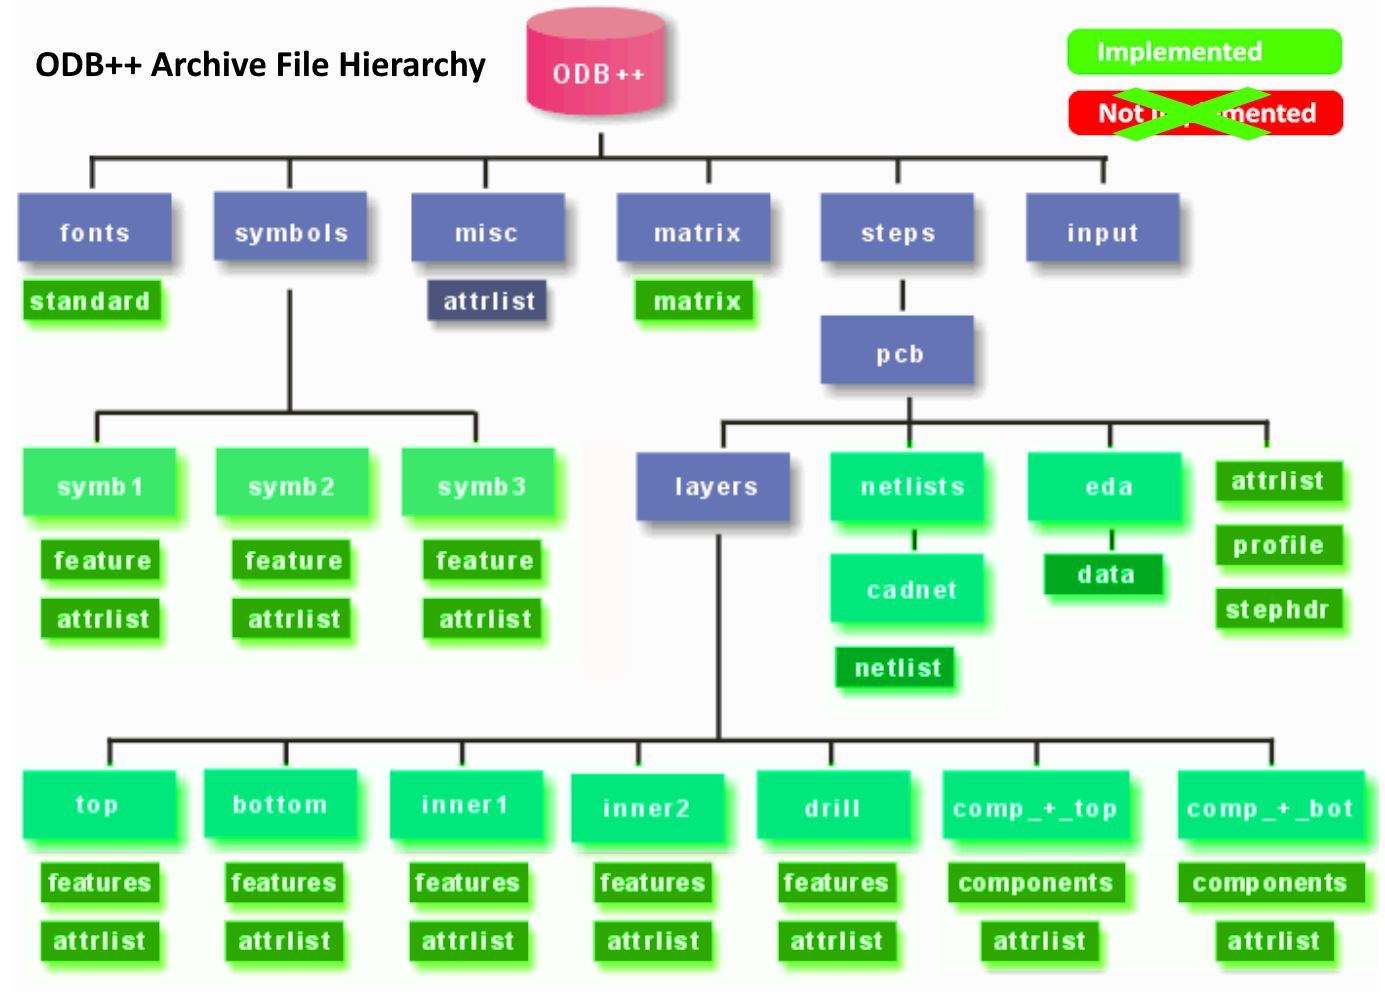 ODB++ Archive File Hierarchy
ODB++
Implemented
Not Implemented
fonts symbols misc matrix steps input
standard attrlist matrix
pcb
symb1 symb2 symb3 layers netlists eda attrlist
feature feature feature cadnet data profile
attrlist attrlist attrlist netlist stephdr
top bottom inner1 inner2 drill comp_+_top comp_+_bot
features features features features features components components
attrlist attrlist attrlist attrlist attrlist attrlist attrlist